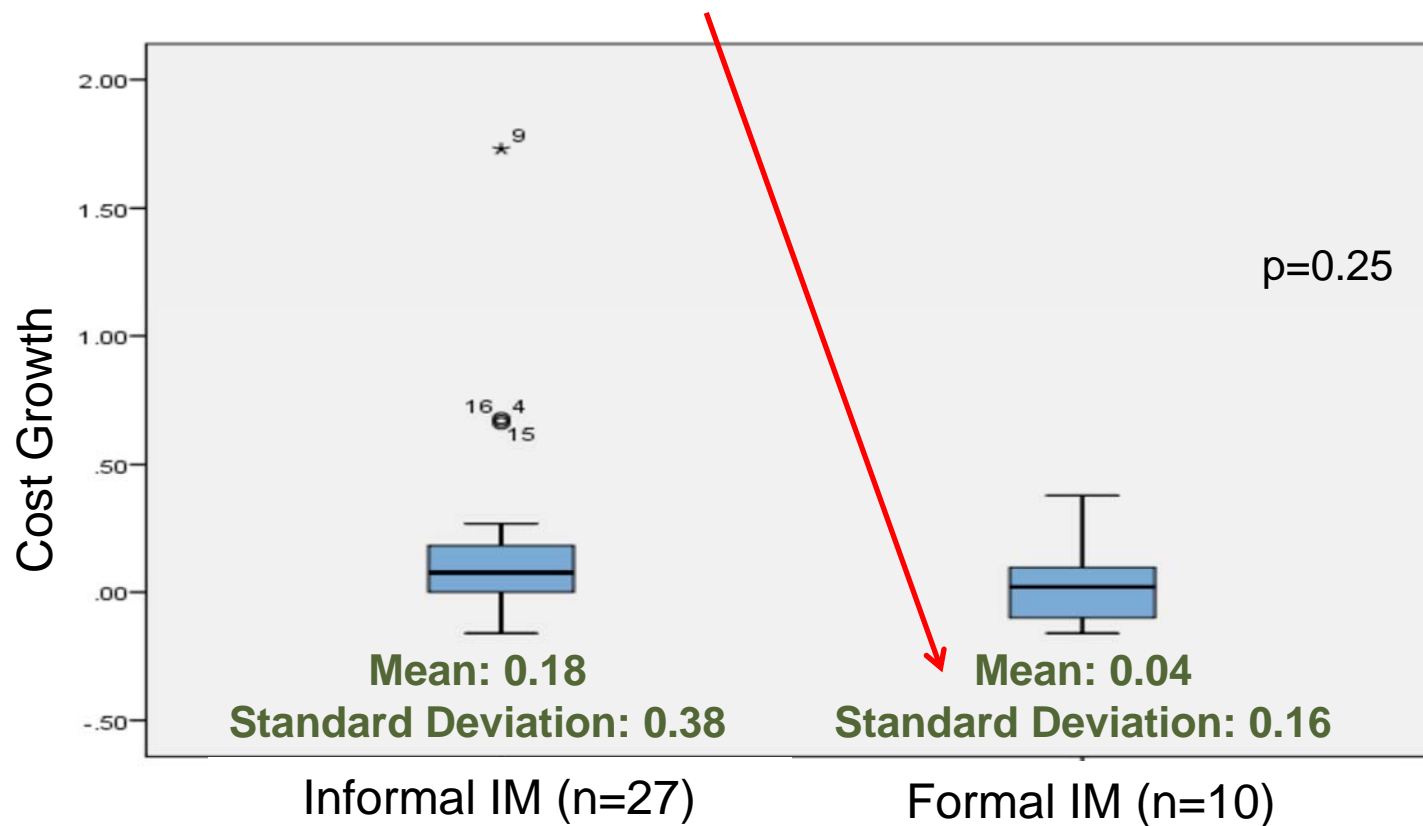 2.00
1.50
1.00
.50
.00
-.50
Cost Growth
9
16 4
15
p=0.25
Mean: 0.18
Standard Deviation: 0.38
Mean: 0.04
Standard Deviation: 0.16
Informal IM (n=27)
Formal IM (n=10)